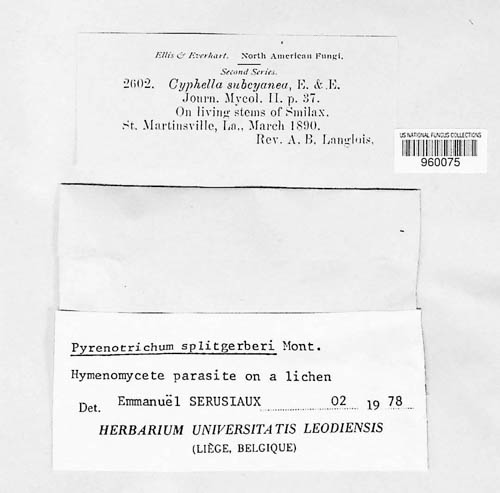 Ellis & Everhart. North American Fungi.
Second Series.
2602. Cyphella subcyanea, E. & E.
Journ. Mycol. II. p. 37.
On living stems of Smilax.
St. Martinsville, La., March 1890.
Rev. A. B. Langlois.
US NATIONAL FUNGUS COLLECTIONS
960075
Pyrenotrichum splitgerberi Mont.
Hymenomycete parasite on a lichen
Det. Emmanuël SERUSIAUX 02 19 78
HERBARIUM UNIVERSITATIS LEODIENSIS
(LIÈGE, BELGIQUE)